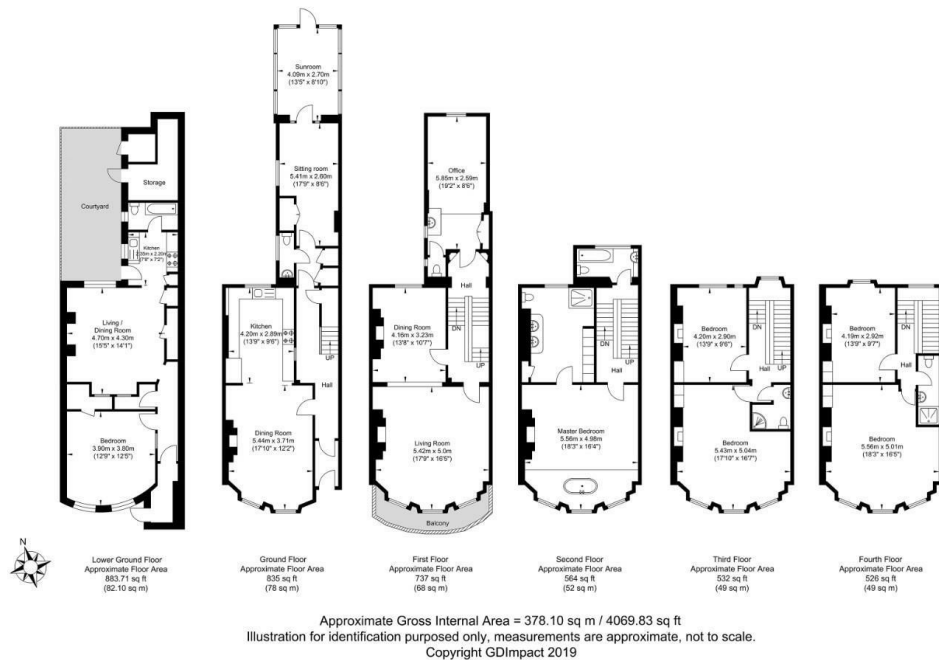 Sunroom
4.09m x 2.70m
(13'5" x 8'10")
Sitting room
5.41m x 2.60m
(17'9" x 8'6")
Office
5.85m x 2.59m
(19'2" x 8'6")
Storage
Courtyard
Kitchen
Hall
Living /
Dining Room
4.70m x 4.30m
(15'5" x 14'1")
Kitchen
4.20m x 2.89m
(13'9" x 9'6")
UP
Hall
Dining Room
4.16m x 3.23m
(13'8" x 10'7")
DN
UP
DN
Hall
Bedroom
4.20m x 2.90m
(13'9" x 9'6")
DN
UP
Hall
Bedroom
4.19m x 2.92m
(13'9" x 9'7")
DN
Hall
Bedroom
3.90m x 3.80m
(12'9" x 12'5")
Dining Room
5.44m x 3.71m
(17'10" x 12'2")
Living Room
5.42m x 5.0m
(17'9" x 16'5")
Balcony
Master Bedroom
5.56m x 4.98m
(18'3" x 16'4")
Bedroom
5.43m x 5.04m
(17'10" x 16'7")
Bedroom
5.56m x 5.01m
(18'3" x 16'5")
N
Lower Ground Floor
Approximate Floor Area
883.71 sq ft
(82.10 sq m)
Ground Floor
Approximate Floor Area
835 sq ft
(78 sq m)
First Floor
Approximate Floor Area
737 sq ft
(68 sq m)
Second Floor
Approximate Floor Area
564 sq ft
(52 sq m)
Third Floor
Approximate Floor Area
532 sq ft
(49 sq m)
Fourth Floor
Approximate Floor Area
526 sq ft
(49 sq m)
Approximate Gross Internal Area = 378.10 sq m / 4069.83 sq ft
Illustration for identification purposed only, measurements are approximate, not to scale.
Copyright GDImpact 2019